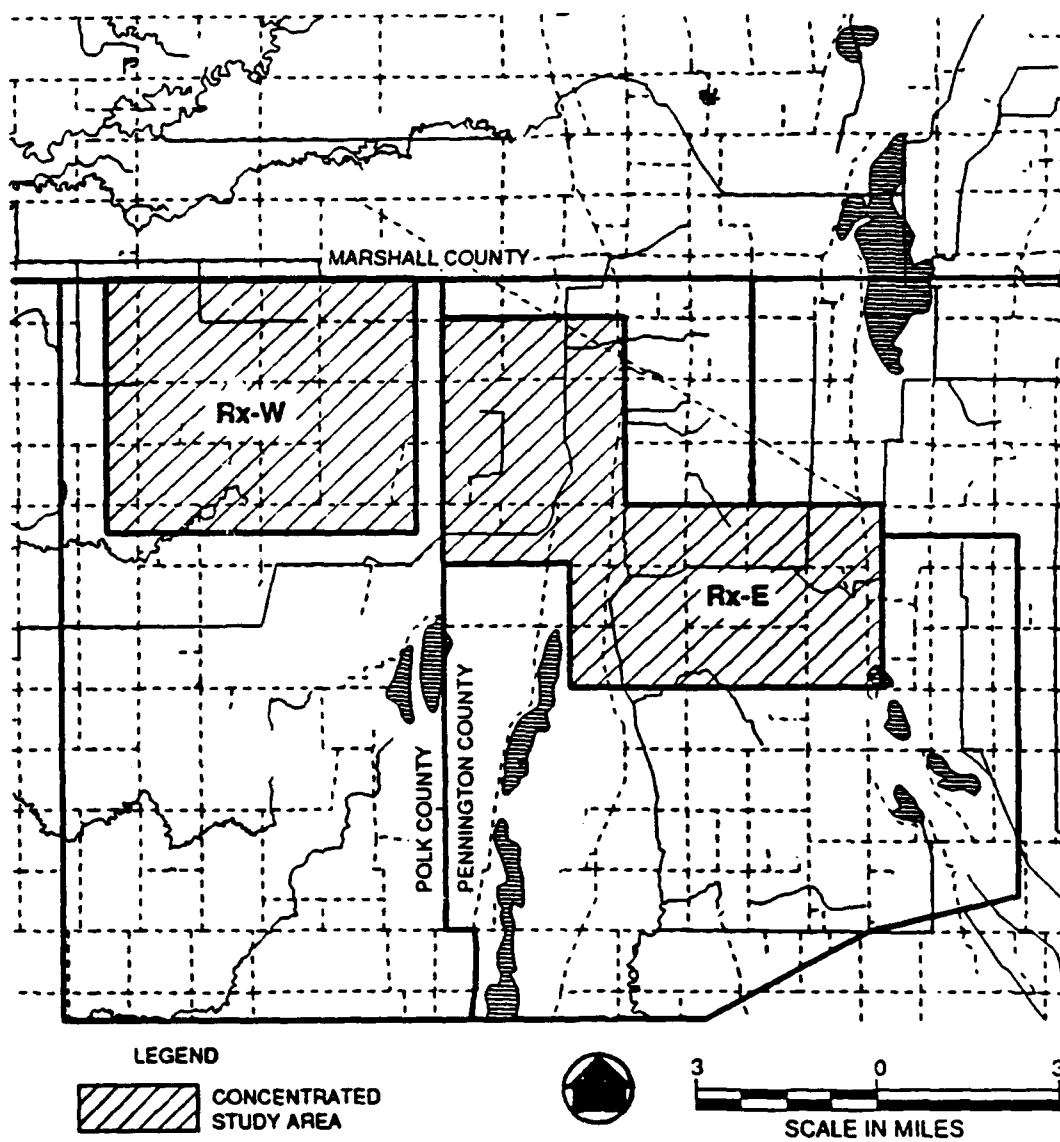 MARSHALL COUNTY
Rx-W
Rx-E
POLK COUNTY
PENNINGTON COUNTY
LEGEND
CONCENTRATED
STUDY AREA
3 0 3
SCALE IN MILES